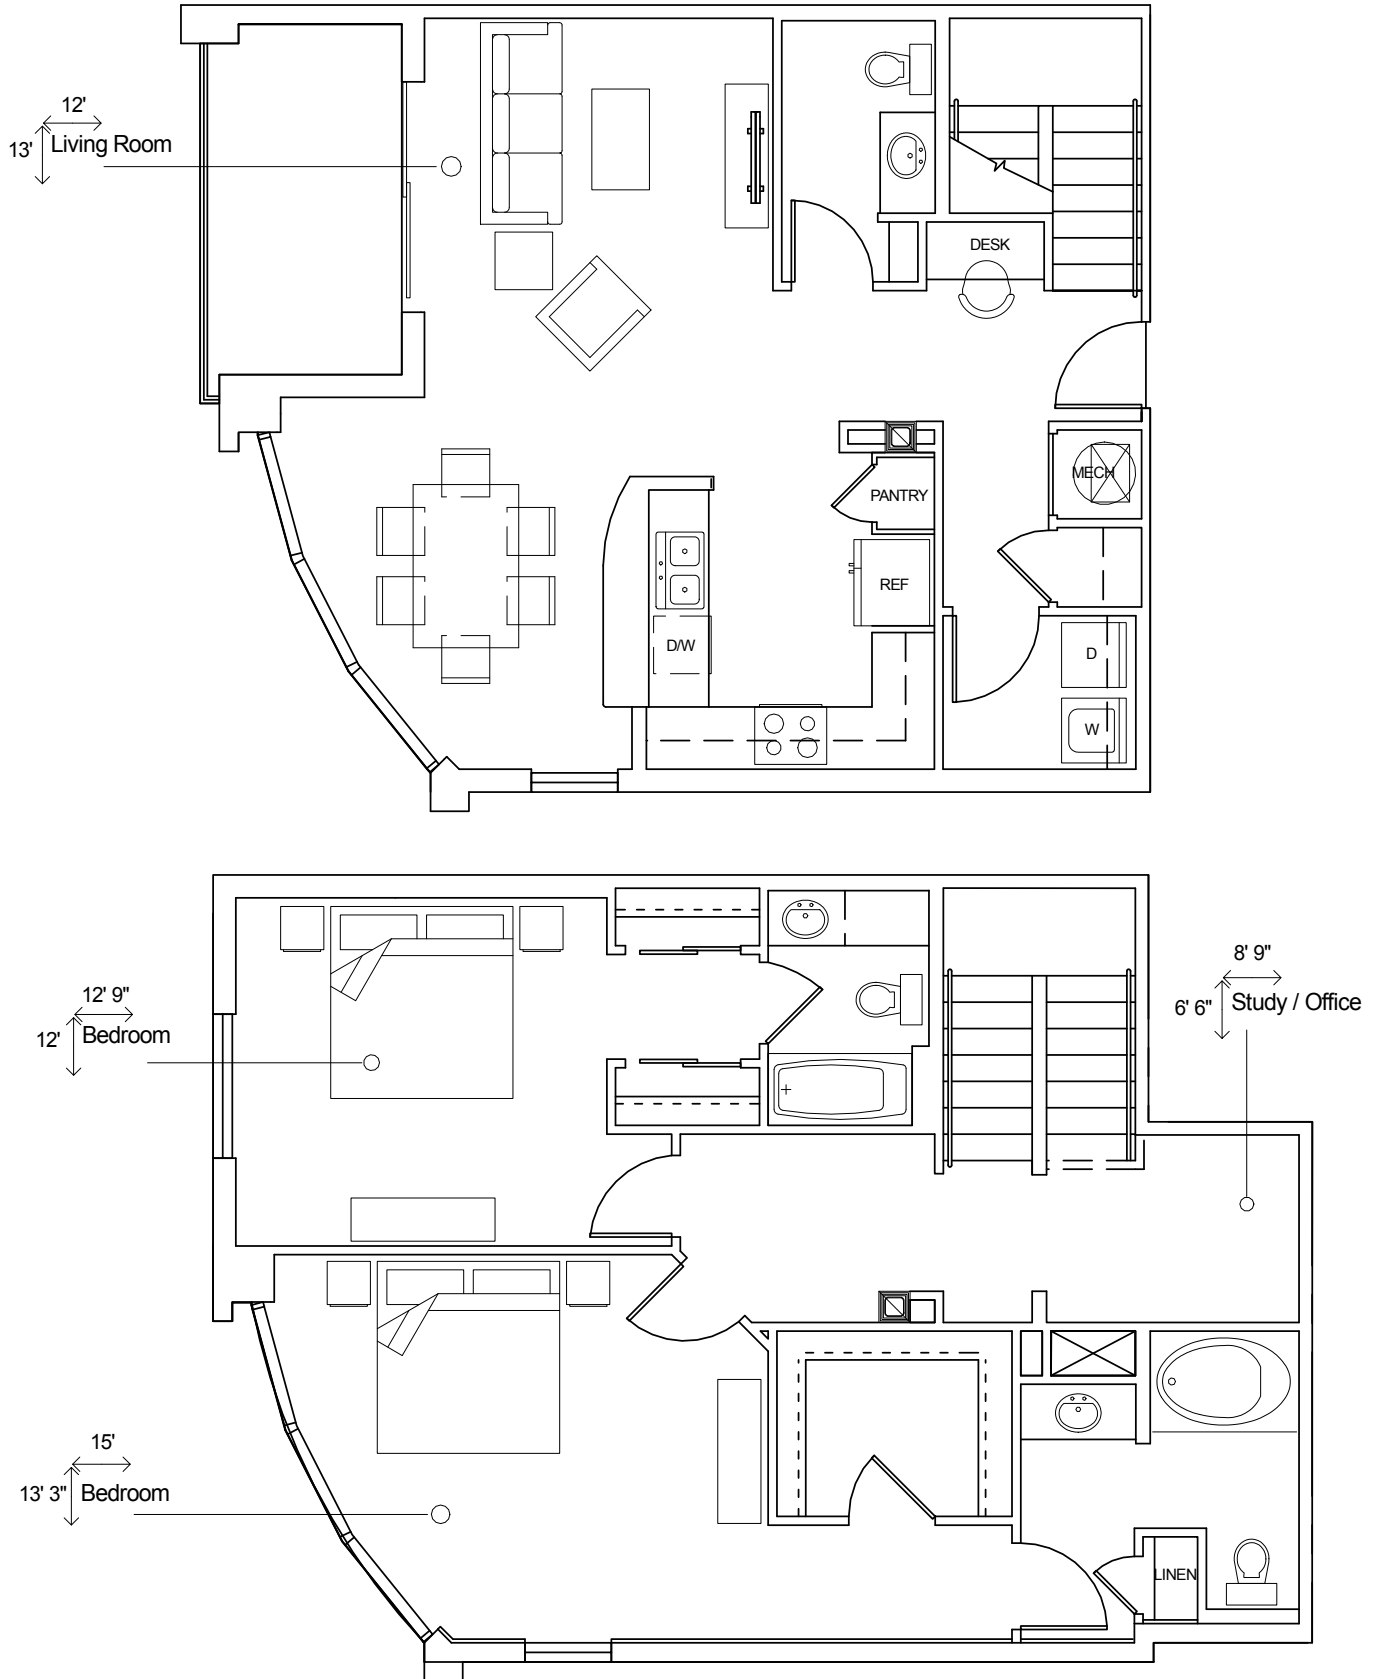 12'
13' Living Room
DESK
MECH
PANTRY
REF
D/W
D
W
12' 9"
12' Bedroom
8' 9"
6' 6" Study / Office
15'
13' 3" Bedroom
LINEN